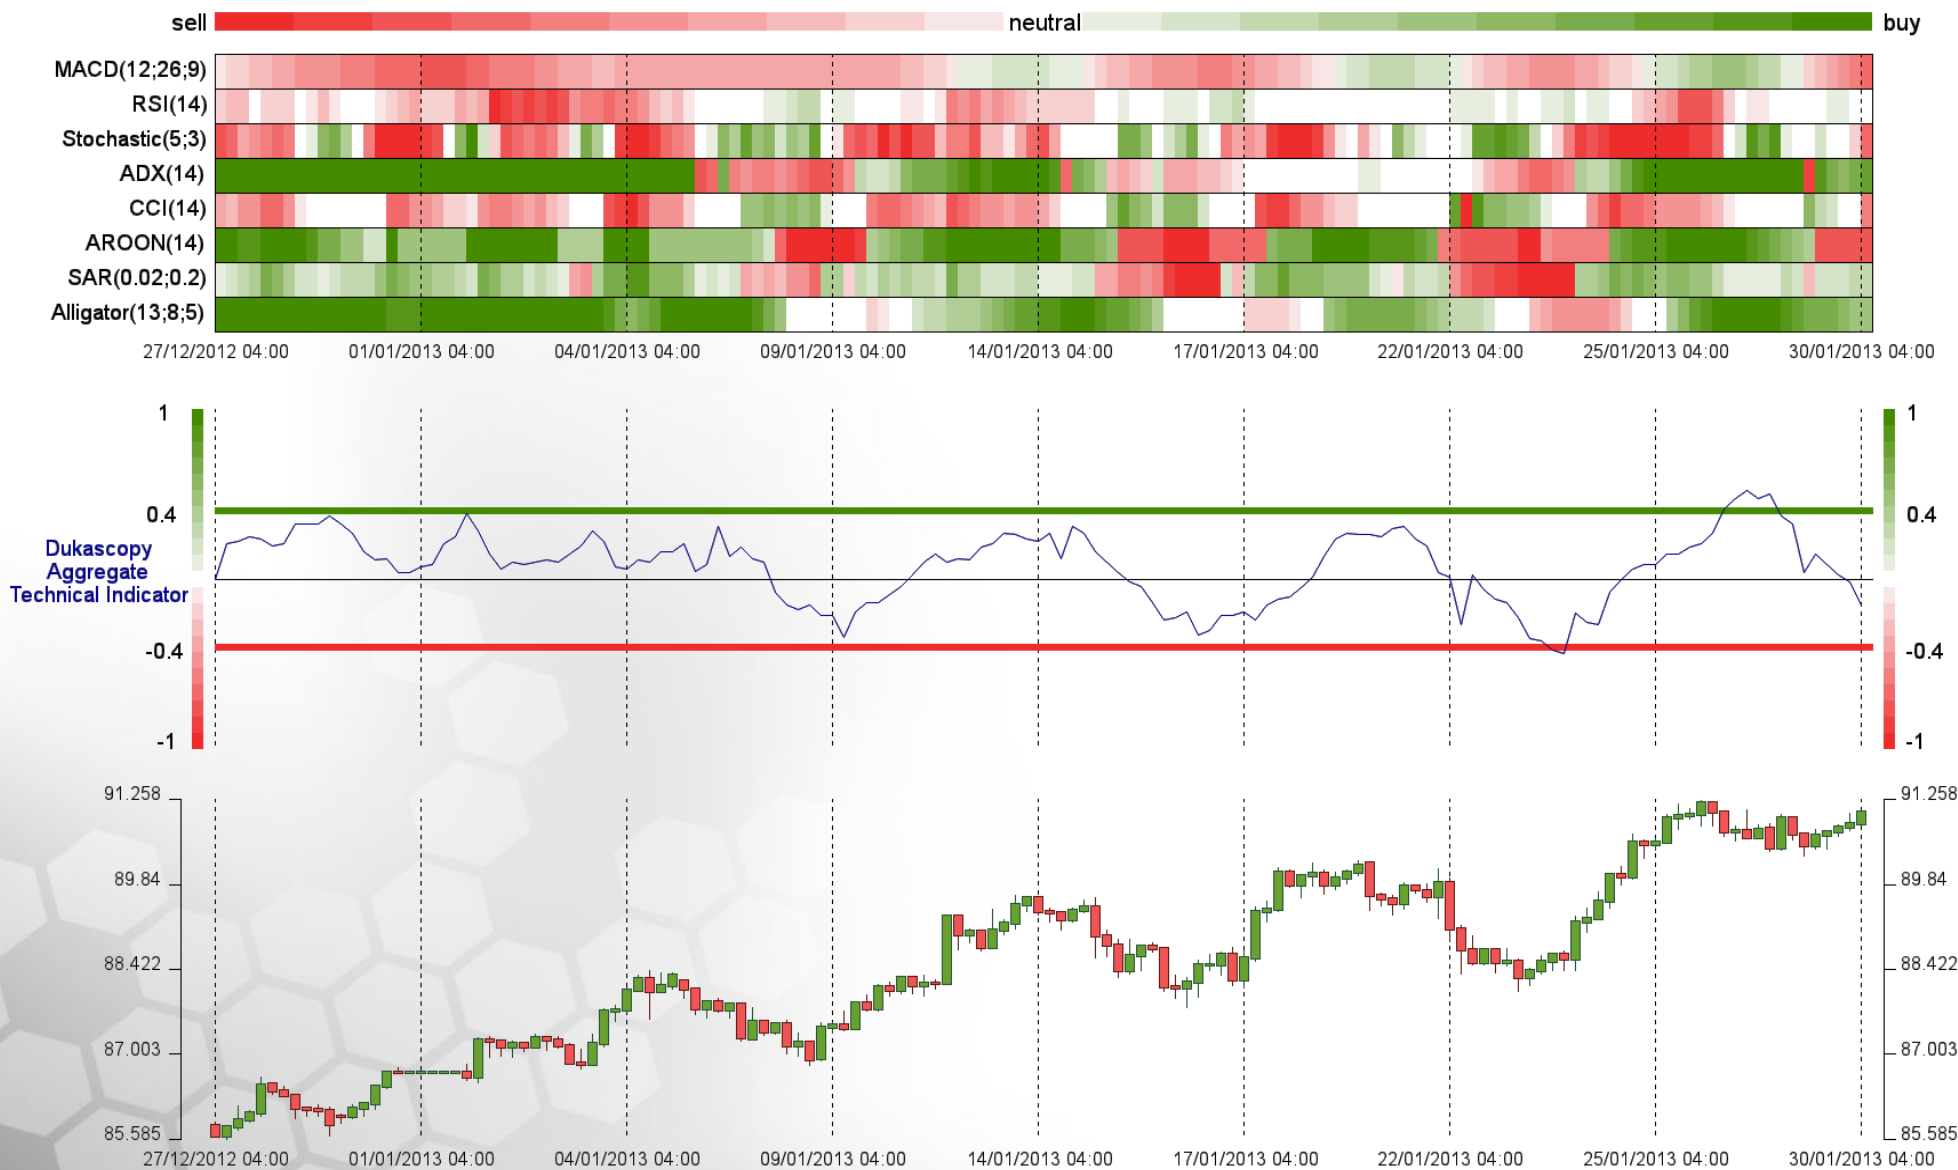 sell neutral buy
MACD(12;26;9)
RSI(14)
Stochastic(5;3)
ADX(14)
CCI(14)
AROON(14)
SAR(0.02;0.2)
Alligator(13;8;5)
27/12/2012 04:00 01/01/2013 04:00 04/01/2013 04:00 09/01/2013 04:00 14/01/2013 04:00 17/01/2013 04:00 22/01/2013 04:00 25/01/2013 04:00 30/01/2013 04:00
1 1
0.4 0.4
Dukascopy
Aggregate
Technical Indicator
-0.4 -0.4
-1 -1
91.258 91.258
89.84 89.84
88.422 88.422
87.003 87.003
85.585 85.585
27/12/2012 04:00 01/01/2013 04:00 04/01/2013 04:00 09/01/2013 04:00 14/01/2013 04:00 17/01/2013 04:00 22/01/2013 04:00 25/01/2013 04:00 30/01/2013 04:00